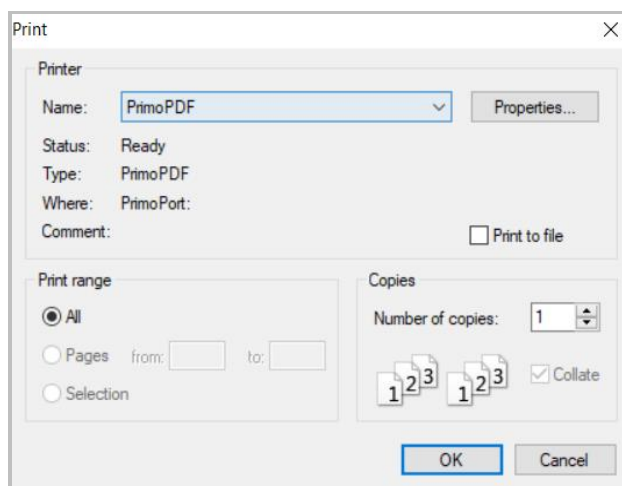 Print
Printer
Name: PrimoPDF Properties...
Status: Ready
Type: PrimoPDF
Where: PrimoPort:
Comment:
Print to file
Print range
All
Pages from: to:
Selection
Copies
Number of copies: 1
1 2 3 1 2 3 Collate
OK Cancel